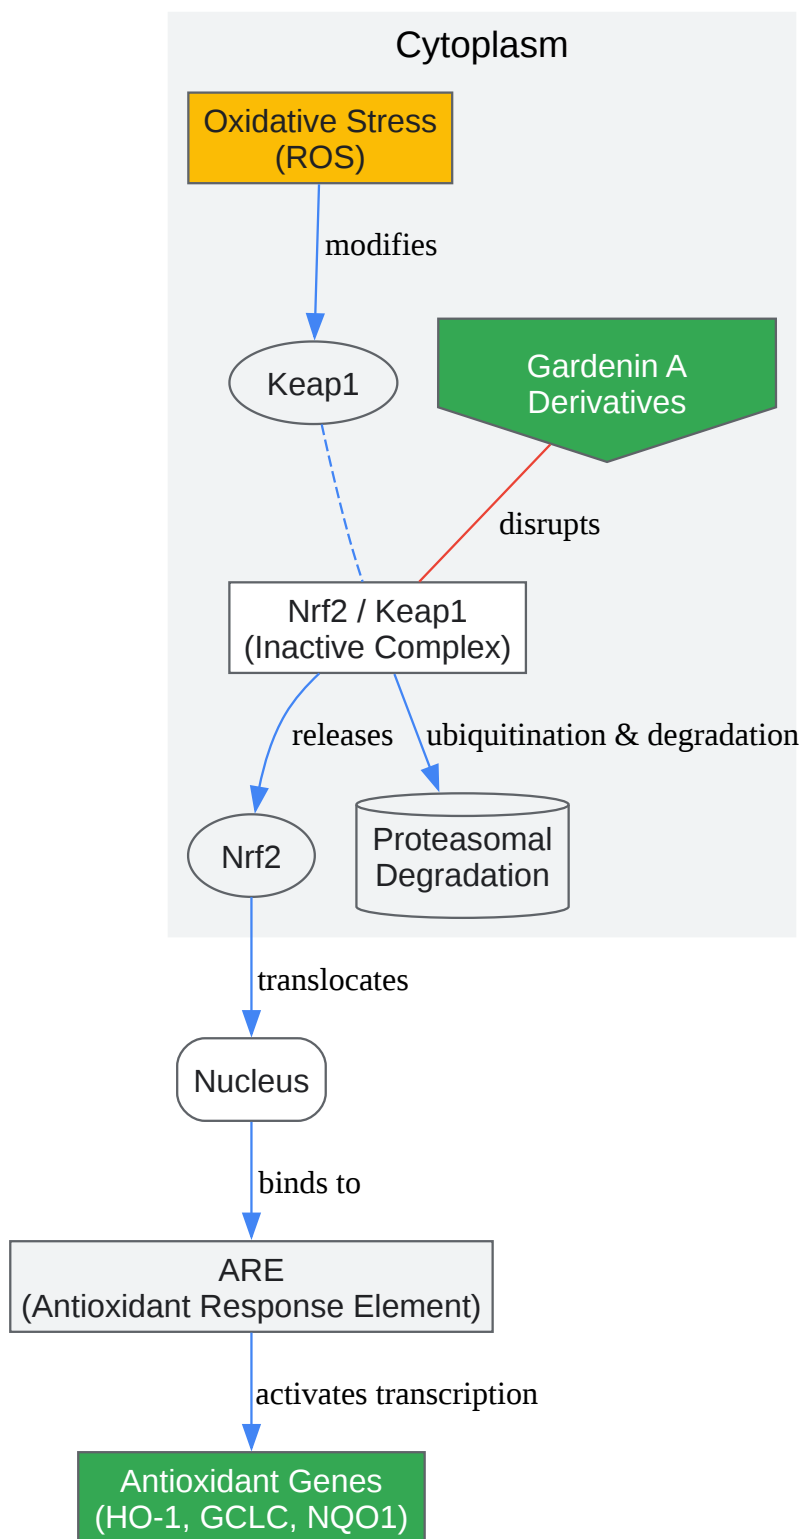 Cytoplasm
Oxidative Stress
(ROS)
modifies
Keap1
Gardenin A
Derivatives
disrupts
Nrf2 / Keap1
(Inactive Complex)
releases
ubiquitination & degradation
Nrf2
Proteasomal
Degradation
translocates
Nucleus
binds to
ARE
(Antioxidant Response Element)
activates transcription
Antioxidant Genes
(HO-1, GCLC, NQO1)